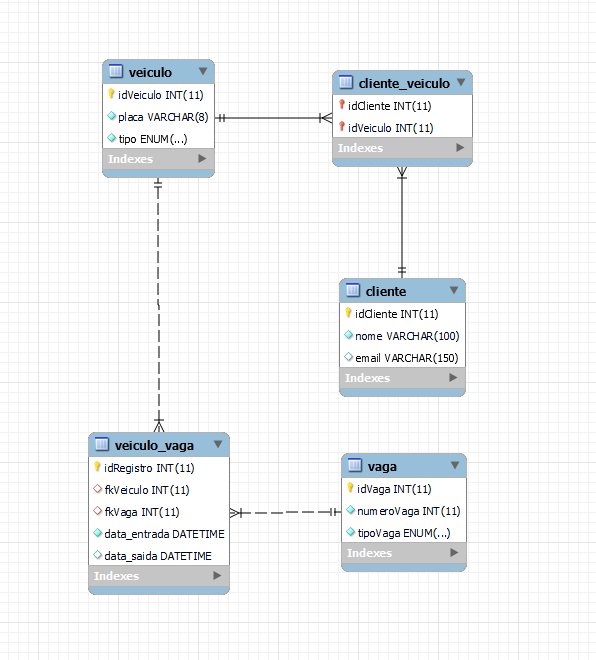 veiculo
idVeiculo INT(11)
placa VARCHAR(8)
tipo ENUM(...)
Indexes
cliente_veiculo
idCliente INT(11)
idVeiculo INT(11)
Indexes
cliente
idCliente INT(11)
nome VARCHAR(100)
email VARCHAR(150)
Indexes
veiculo_vaga
idRegistro INT(11)
fkVeiculo INT(11)
fkVaga INT(11)
data_entrada DATETIME
data_saida DATETIME
Indexes
vaga
idVaga INT(11)
numeroVaga INT(11)
tipoVaga ENUM(...)
Indexes